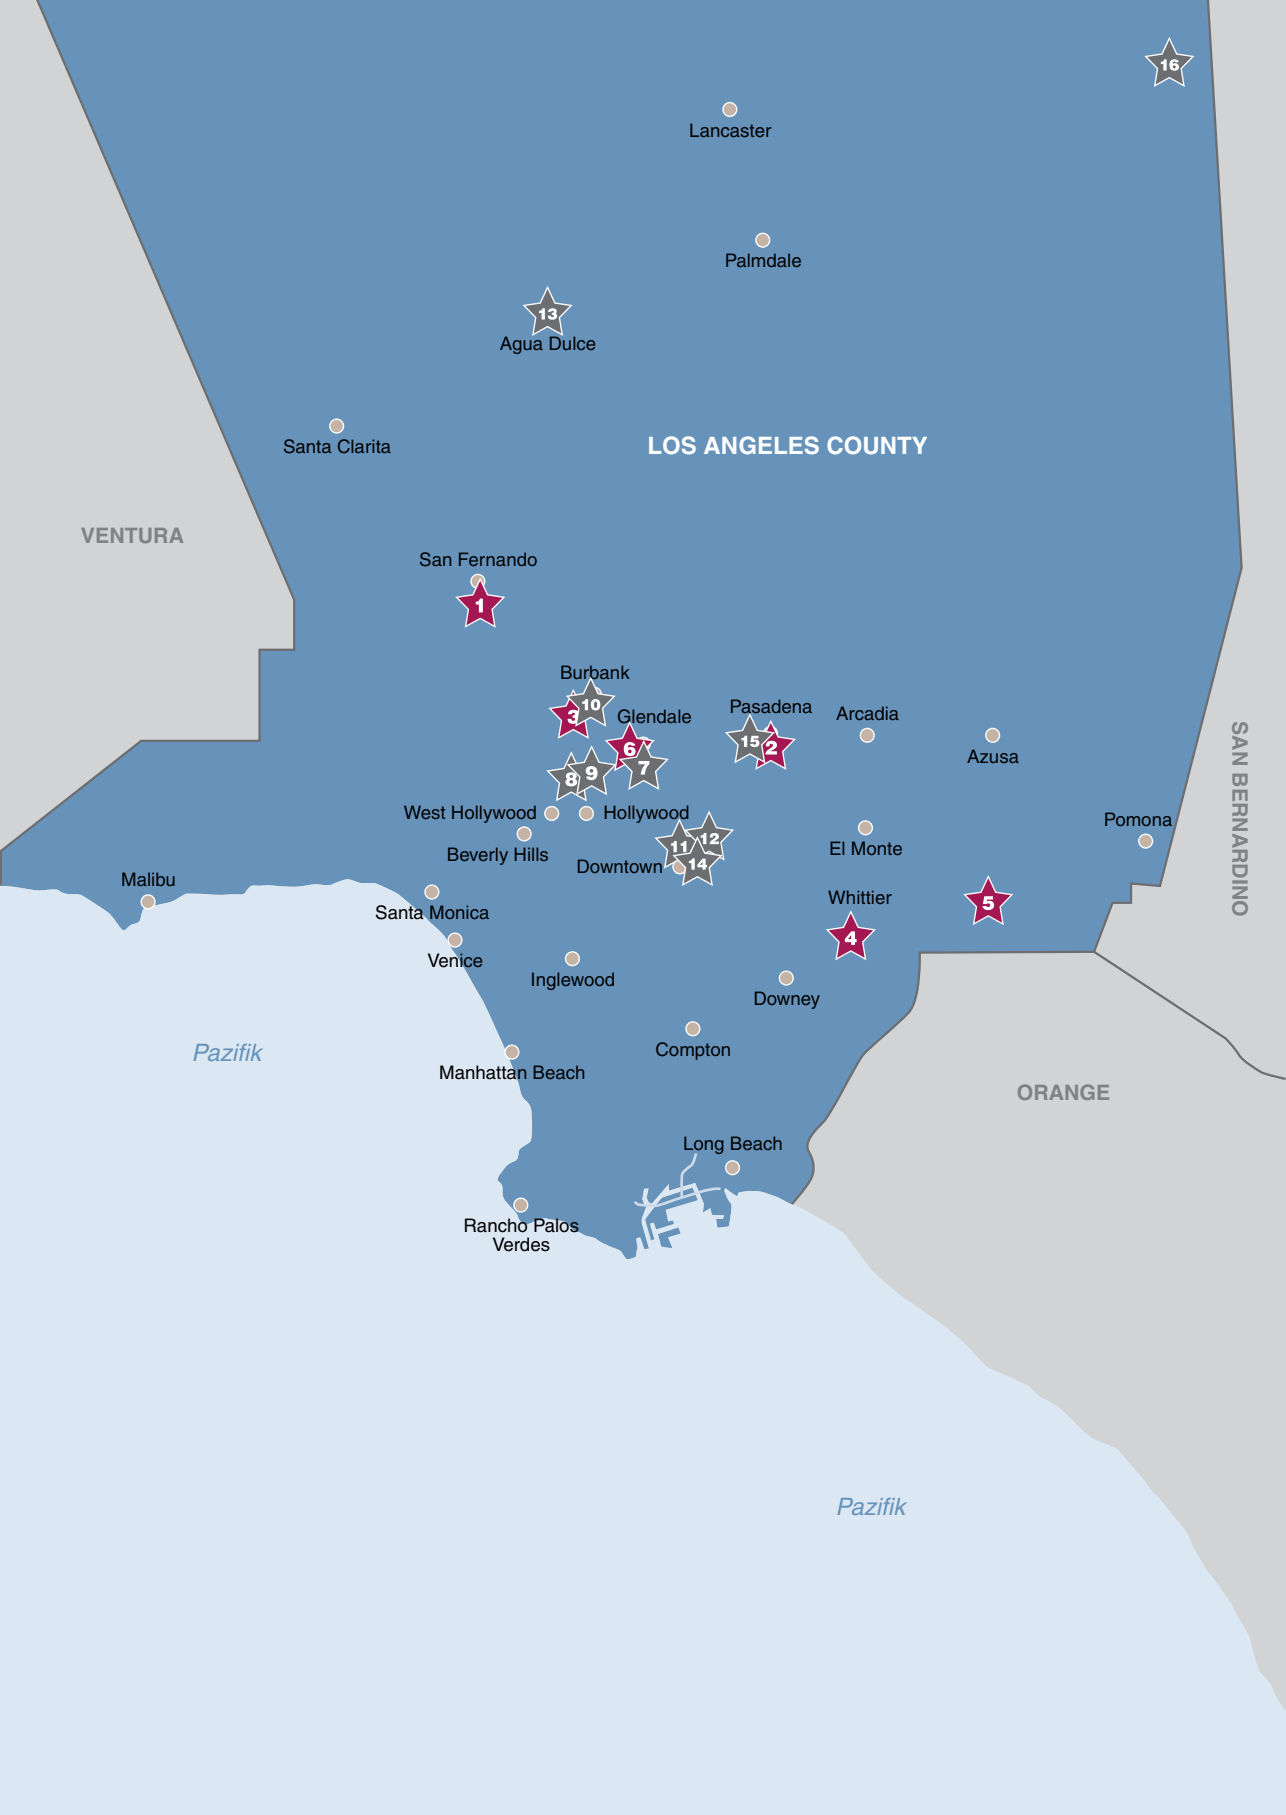 16
Lancaster
Palmdale
13
Agua Dulce
Santa Clarita
LOS ANGELES COUNTY
VENTURA
San Fernando
1
Burbank
3
10
Glendale
6
7
Pasadena
15
2
Arcadia
Azusa
SAN BERNARDINO
8
9
West Hollywood
Hollywood
Beverly Hills
11
12
14
Downtown
El Monte
Pomona
Malibu
Santa Monica
Whittier
4
5
Venice
Inglewood
Downey
Pazifik
Compton
Manhattan Beach
ORANGE
Long Beach
Rancho Palos
Verdes
Pazifik